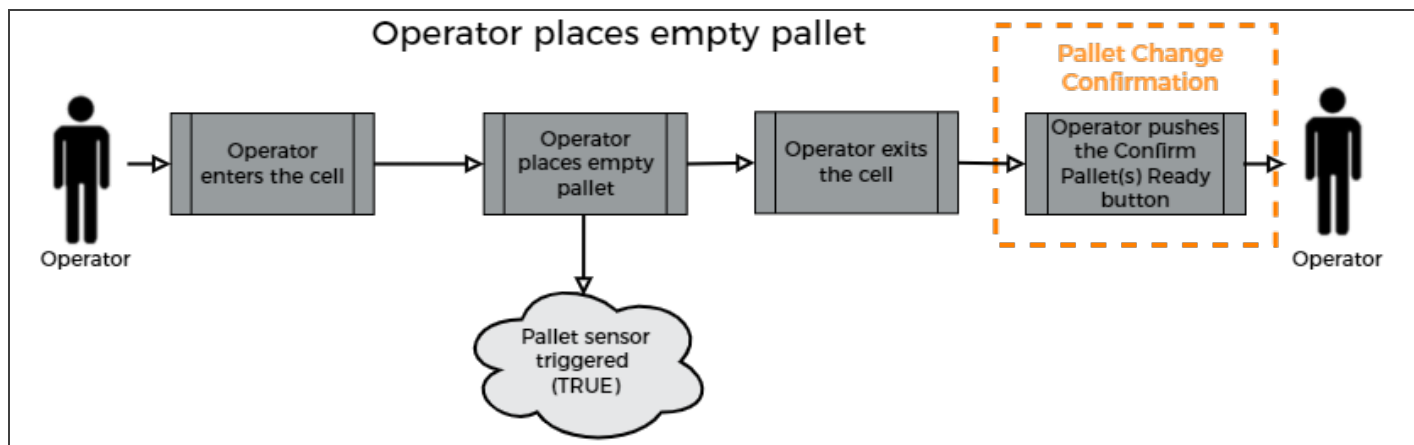 Operator places empty pallet
Pallet Change
Confirmation
Operator
Operator
enters the cell
Operator
places empty
pallet
Operator exits
the cell
Operator pushes
the Confirm
Pallet(s) Ready
button
Operator
Pallet sensor
triggered
(TRUE)